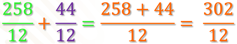 258/12 + 44/12 = 258 + 44/12 = 302/12